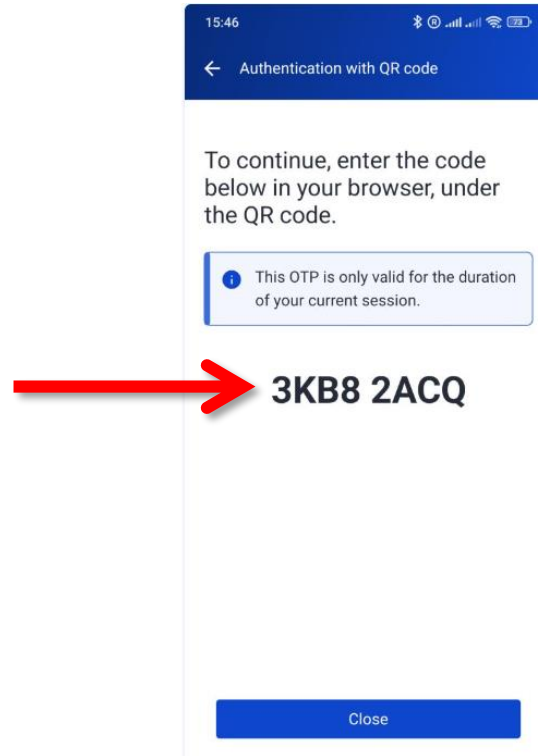 15:46
73
Authentication with QR code
To continue, enter the code
below in your browser, under
the QR code.
This OTP is only valid for the duration
of your current session.
3KB8 2ACQ
Close